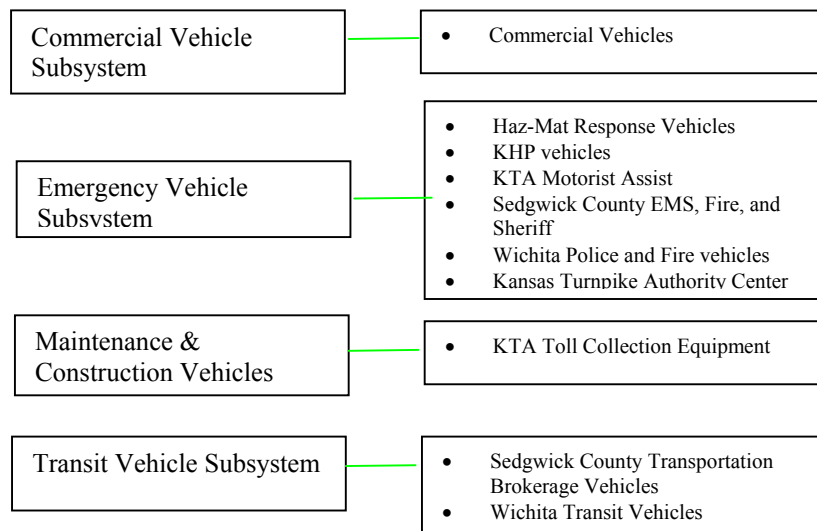 Commercial Vehicle
Subsystem
• Commercial Vehicles
Emergency Vehicle
Subsystem
• Haz-Mat Response Vehicles
• KHP vehicles
• KTA Motorist Assist
• Sedgwick County EMS, Fire, and
Sheriff
• Wichita Police and Fire vehicles
• Kansas Turnpike Authority Center
Maintenance &
Construction Vehicles
• KTA Toll Collection Equipment
Transit Vehicle Subsystem
• Sedgwick County Transportation
Brokerage Vehicles
• Wichita Transit Vehicles